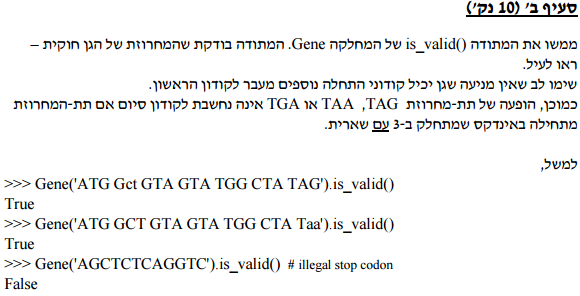 סעיף ב' (10 נק')
ממשו את המתודה is_valid() של המחלקה Gene. המתודה בודקת שהמחרוזת של הגן חוקית –
ראו לעיל.
שימו לב שאין מניעה שגן יכיל קודוני התחלה נוספים מעבר לקודון הראשון.
כמוכן, הופעה של תת-מחרוזת TAA ,TAG או TGA אינה נחשבת לקודון סיום אם תת-המחרוזת
מתחילה באינדקס שמתחלק ב-3 עם שארית.
למשל,
>>> Gene('ATG Gct GTA GTA TGG CTA TAG').is_valid()
True
>>> Gene('ATG GCT GTA GTA TGG CTA Taa').is_valid()
True
>>> Gene('AGCTCTCAGGTC').is_valid() # illegal stop codon
False